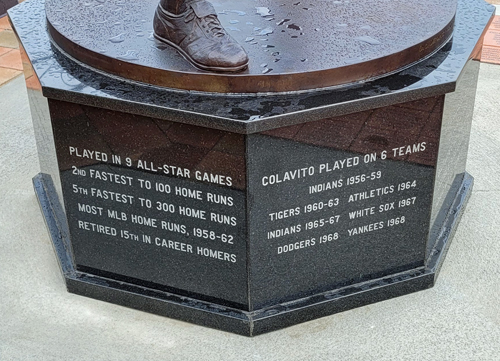 PLAYED IN 9 ALL-STAR GAMES
2ND FASTEST TO 100 HOME RUNS
5TH FASTEST TO 300 HOME RUNS
MOST MLB HOME RUNS, 1958-62
RETIRED 15TH IN CAREER HOMERS
COLAVITO PLAYED ON 6 TEAMS
INDIANS 1956-59
TIGERS 1960-63 ATHLETICS 1964
INDIANS 1965-67 WHITE SOX 1967
DODGERS 1968 YANKEES 1968